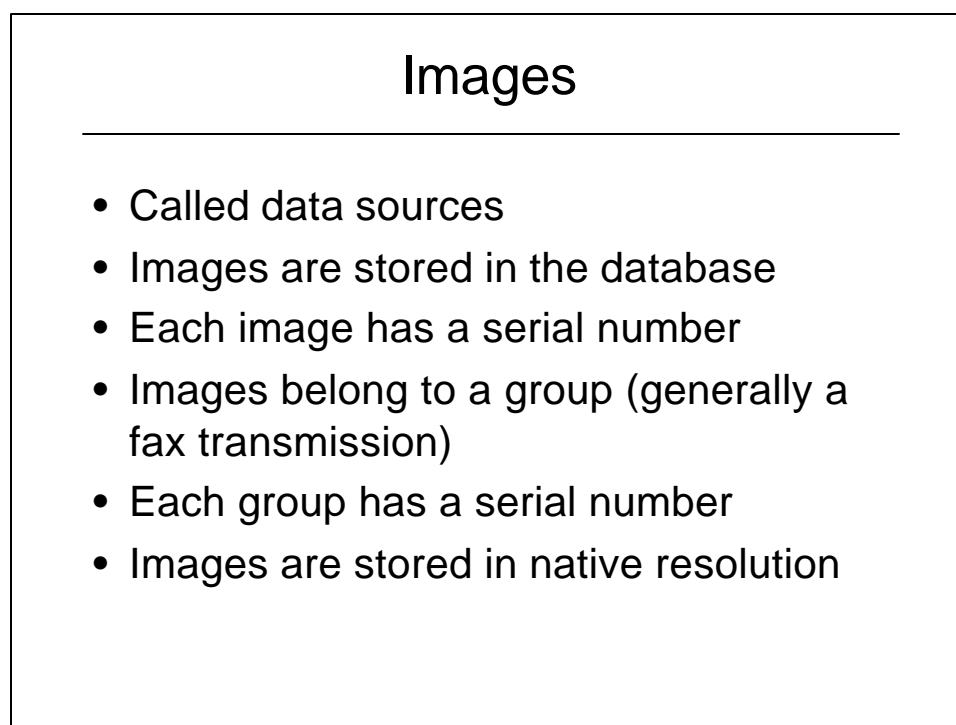 Images
• Called data sources
• Images are stored in the database
• Each image has a serial number
• Images belong to a group (generally a
fax transmission)
• Each group has a serial number
• Images are stored in native resolution